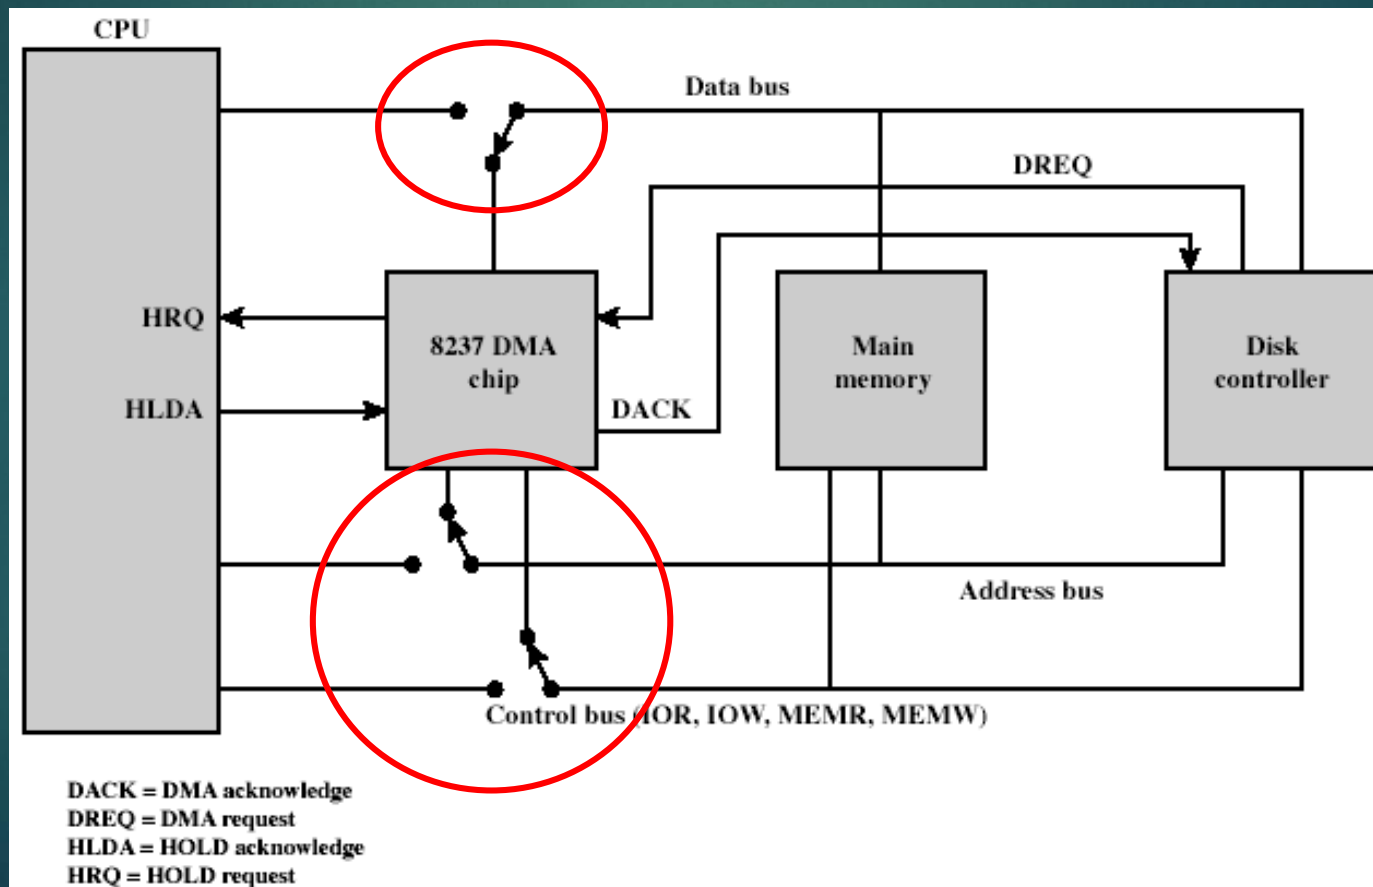 CPU
Data bus
DREQ
HRQ
8237 DMA
chip
Main
memory
Disk
controller
HLDA
DACK
Address bus
Control bus (IOR, IOW, MEMR, MEMW)
DACK = DMA acknowledge
DREQ = DMA request
HLDA = HOLD acknowledge
HRQ = HOLD request